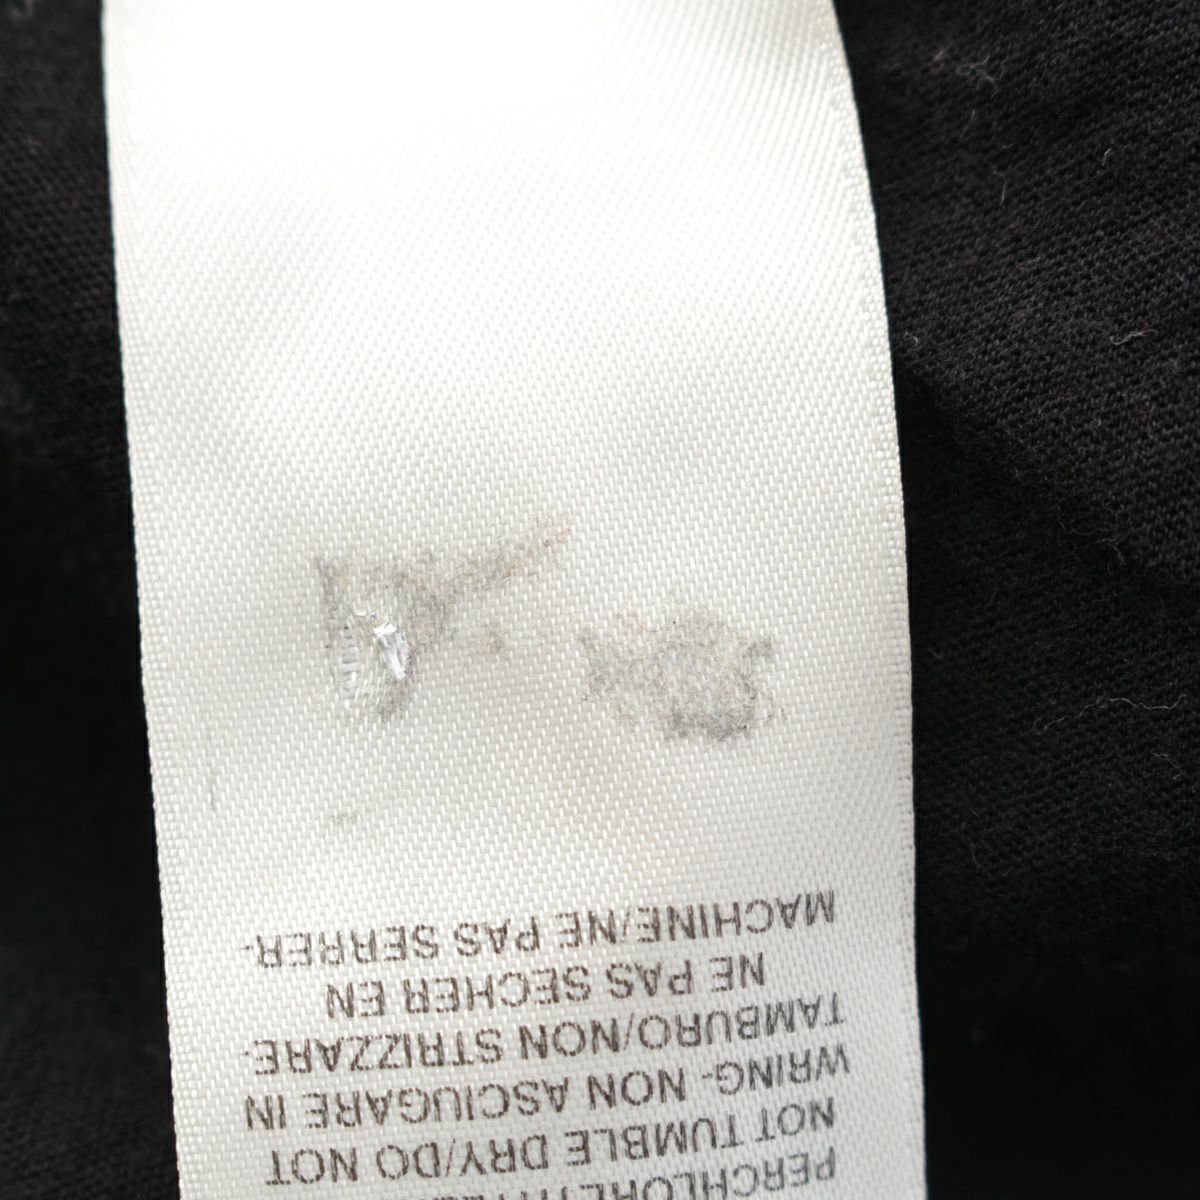 NOT TUMBLE DRY/DO NOT
WRING- NON ASCIUGARE IN
TAMBURO/NON STRIZZARE-
NE PAS SECHER EN
MACHINE/NE PAS SERRER-